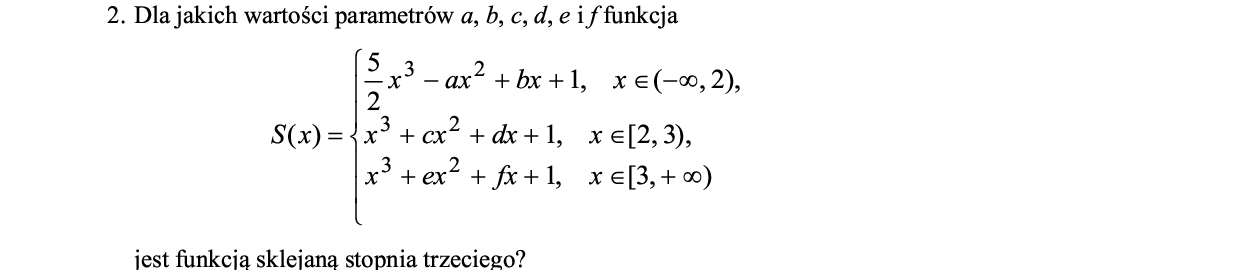 2. Dla jakich wartości parametrów a, b, c, d, e i f funkcja
5/2 x³ − ax² + bx + 1, x ∈ (−∞, 2),
S(x) = { x³ + cx² + dx + 1, x ∈ [2, 3),
x³ + ex² + fx + 1, x ∈ [3, + ∞)
jest funkcją sklejaną stopnia trzeciego?